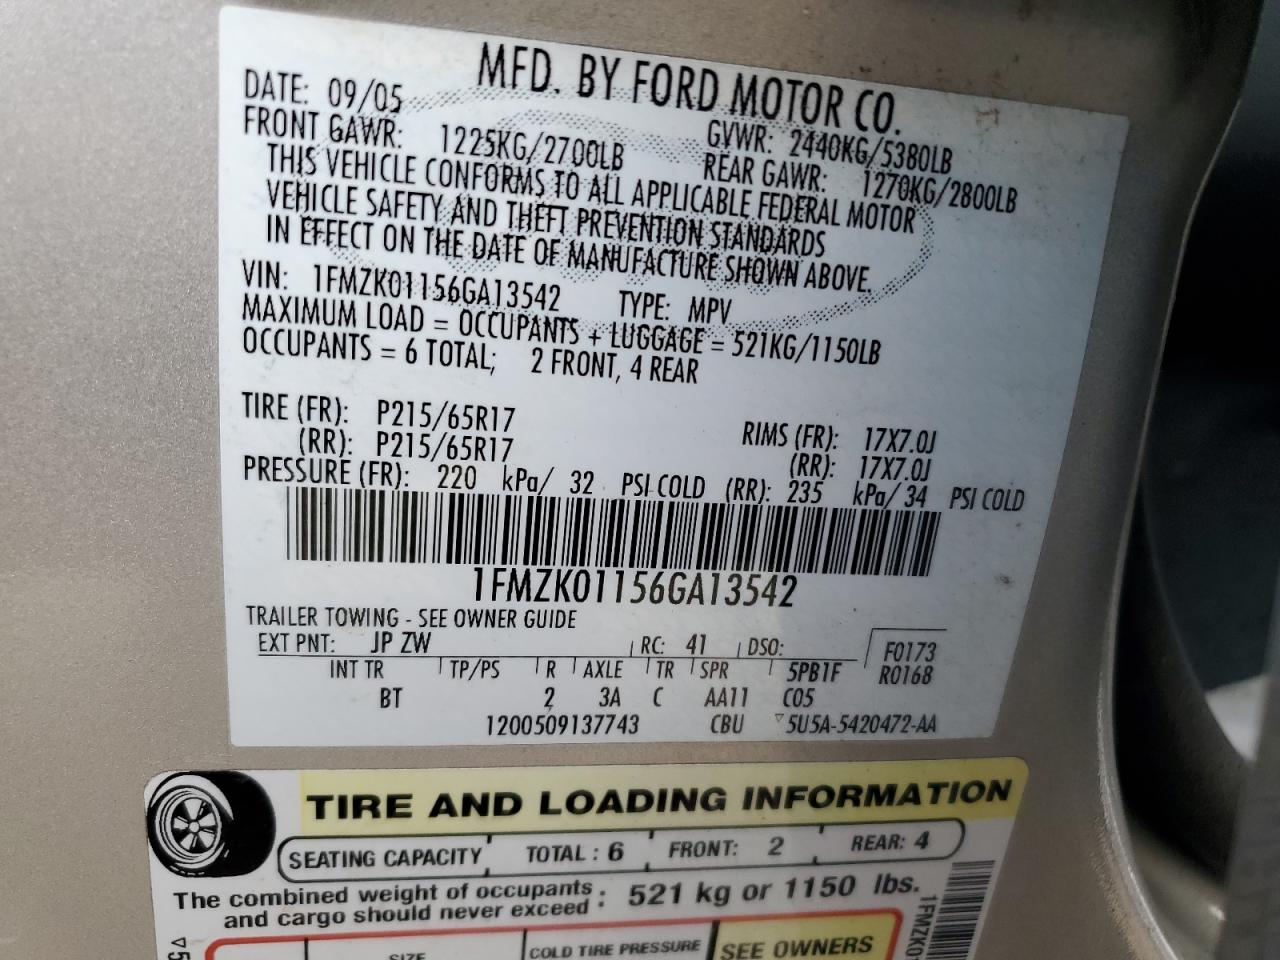 MFD. BY FORD MOTOR CO.
DATE: 09/05 GVWR: 2440KG/5380LB
FRONT GAWR: 1225KG/2700LB REAR GAWR: 1270KG/2800LB
THIS VEHICLE CONFORMS TO ALL APPLICABLE FEDERAL MOTOR
VEHICLE SAFETY AND THEFT PREVENTION STANDARDS
IN EFFECT ON THE DATE OF MANUFACTURE SHOWN ABOVE.
VIN: 1FMZK01156GA13542 TYPE: MPV
MAXIMUM LOAD = OCCUPANTS + LUGGAGE = 521KG/1150LB
OCCUPANTS = 6 TOTAL; 2 FRONT, 4 REAR
TIRE (FR): P215/65R17 RIMS (FR): 17X7.0J
(RR): P215/65R17 (RR): 17X7.0J
PRESSURE (FR): 220 kPa/ 32 PSI COLD (RR): 235 kPa/ 34 PSI COLD
1FMZK01156GA13542
TRAILER TOWING - SEE OWNER GUIDE
EXT PNT: JP ZW RC: 41 DSO: F0173
INT TR TP/PS R AXLE TR SPR 5PB1F R0168
BT 2 3A C AA11 C05
1200509137743 CBU ▽5U5A-5420472-AA
TIRE AND LOADING INFORMATION
SEATING CAPACITY TOTAL : 6 FRONT: 2 REAR: 4
The combined weight of occupants : 521 kg or 1150 lbs.
and cargo should never exceed :
SIZE COLD TIRE PRESSURE SEE OWNERS
1FMZK0
▽5